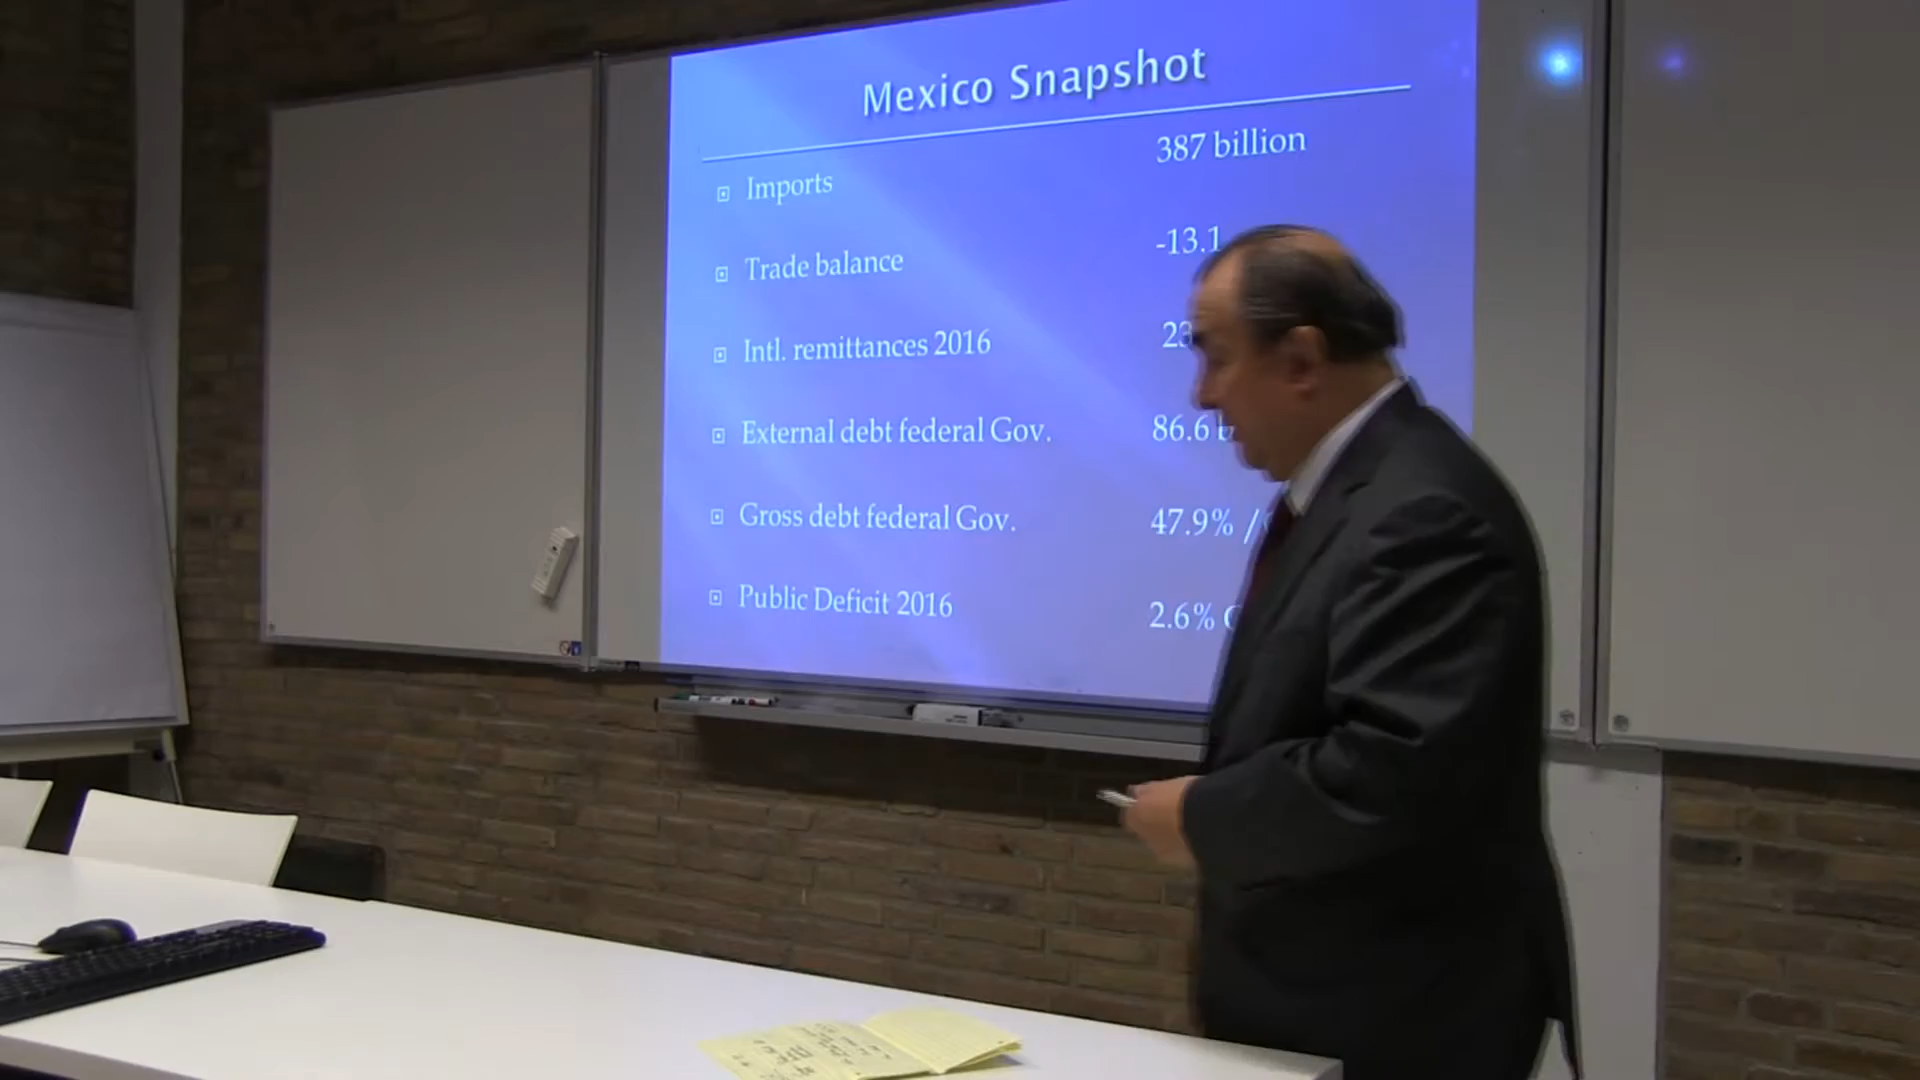 Mexico Snapshot
Imports 387 billion
Trade balance -13.1
Intl. remittances 2016 23
External debt federal Gov. 86.6
Gross debt federal Gov. 47.9% /
Public Deficit 2016 2.6%